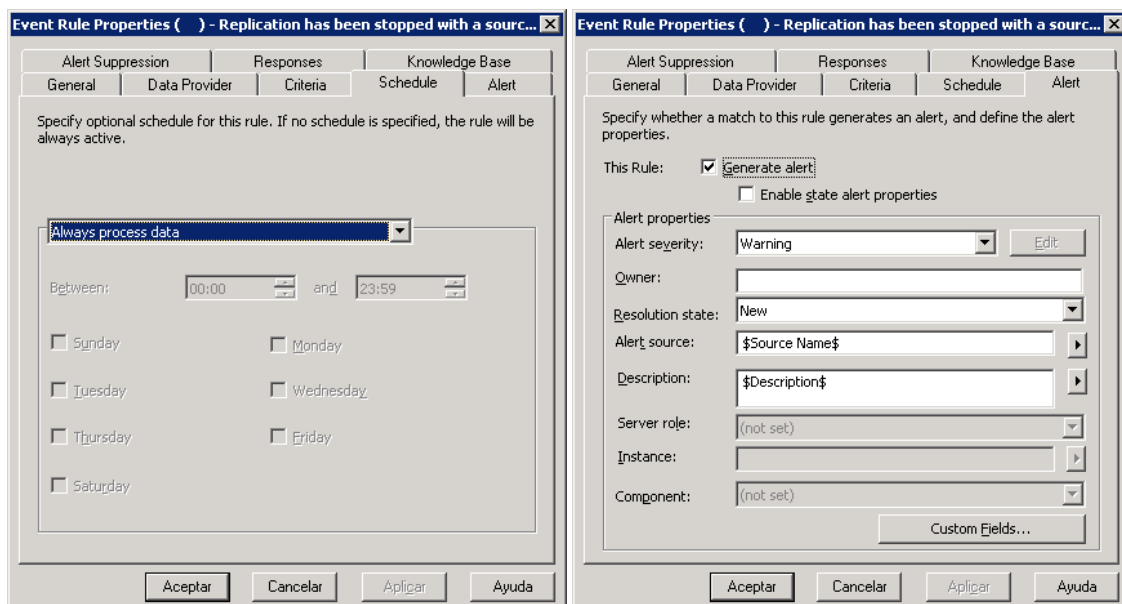 Event Rule Properties ( ) - Replication has been stopped with a sourc...
Alert Suppression Responses Knowledge Base
General Data Provider Criteria Schedule Alert
Specify optional schedule for this rule. If no schedule is specified, the rule will be
always active.
Always process data
Between: 00:00 and 23:59
Sunday Monday
Tuesday Wednesday
Thursday Friday
Saturday
Aceptar Cancelar Aplicar Ayuda
Event Rule Properties ( ) - Replication has been stopped with a sourc...
Alert Suppression Responses Knowledge Base
General Data Provider Criteria Schedule Alert
Specify whether a match to this rule generates an alert, and define the alert
properties.
This Rule: Generate alert
Enable state alert properties
Alert properties
Alert severity: Warning Edit
Owner:
Resolution state: New
Alert source: $Source Name$
Description: $Description$
Server role: (not set)
Instance:
Component: (not set)
Custom Fields...
Aceptar Cancelar Aplicar Ayuda